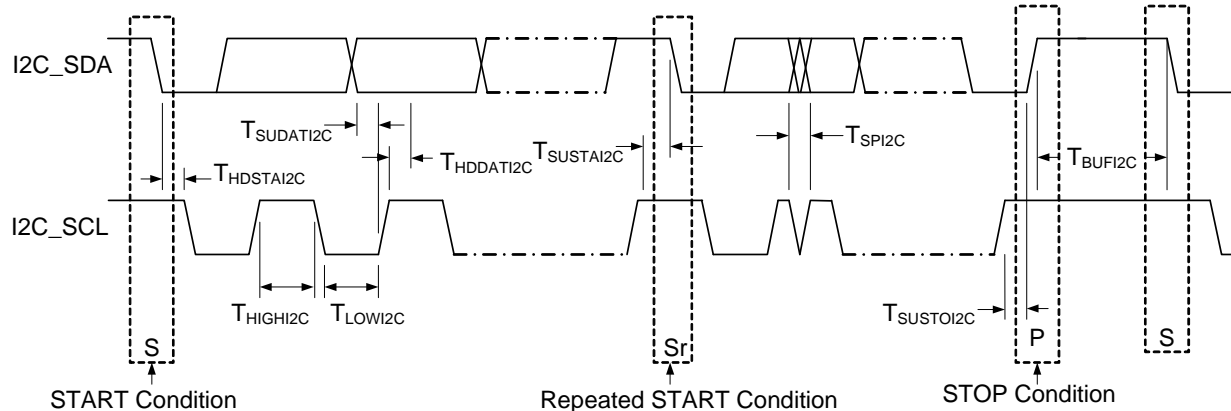 I2C_SDA
T_SUDATI2C
T_HDDATI2C
T_SUSTAI2C
T_SPI2C
T_BUFI2C
T_HDSTAI2C
I2C_SCL
T_HIGHI2C
T_LOWI2C
T_SUSTOI2C
S
Sr
P
S
START Condition
Repeated START Condition
STOP Condition